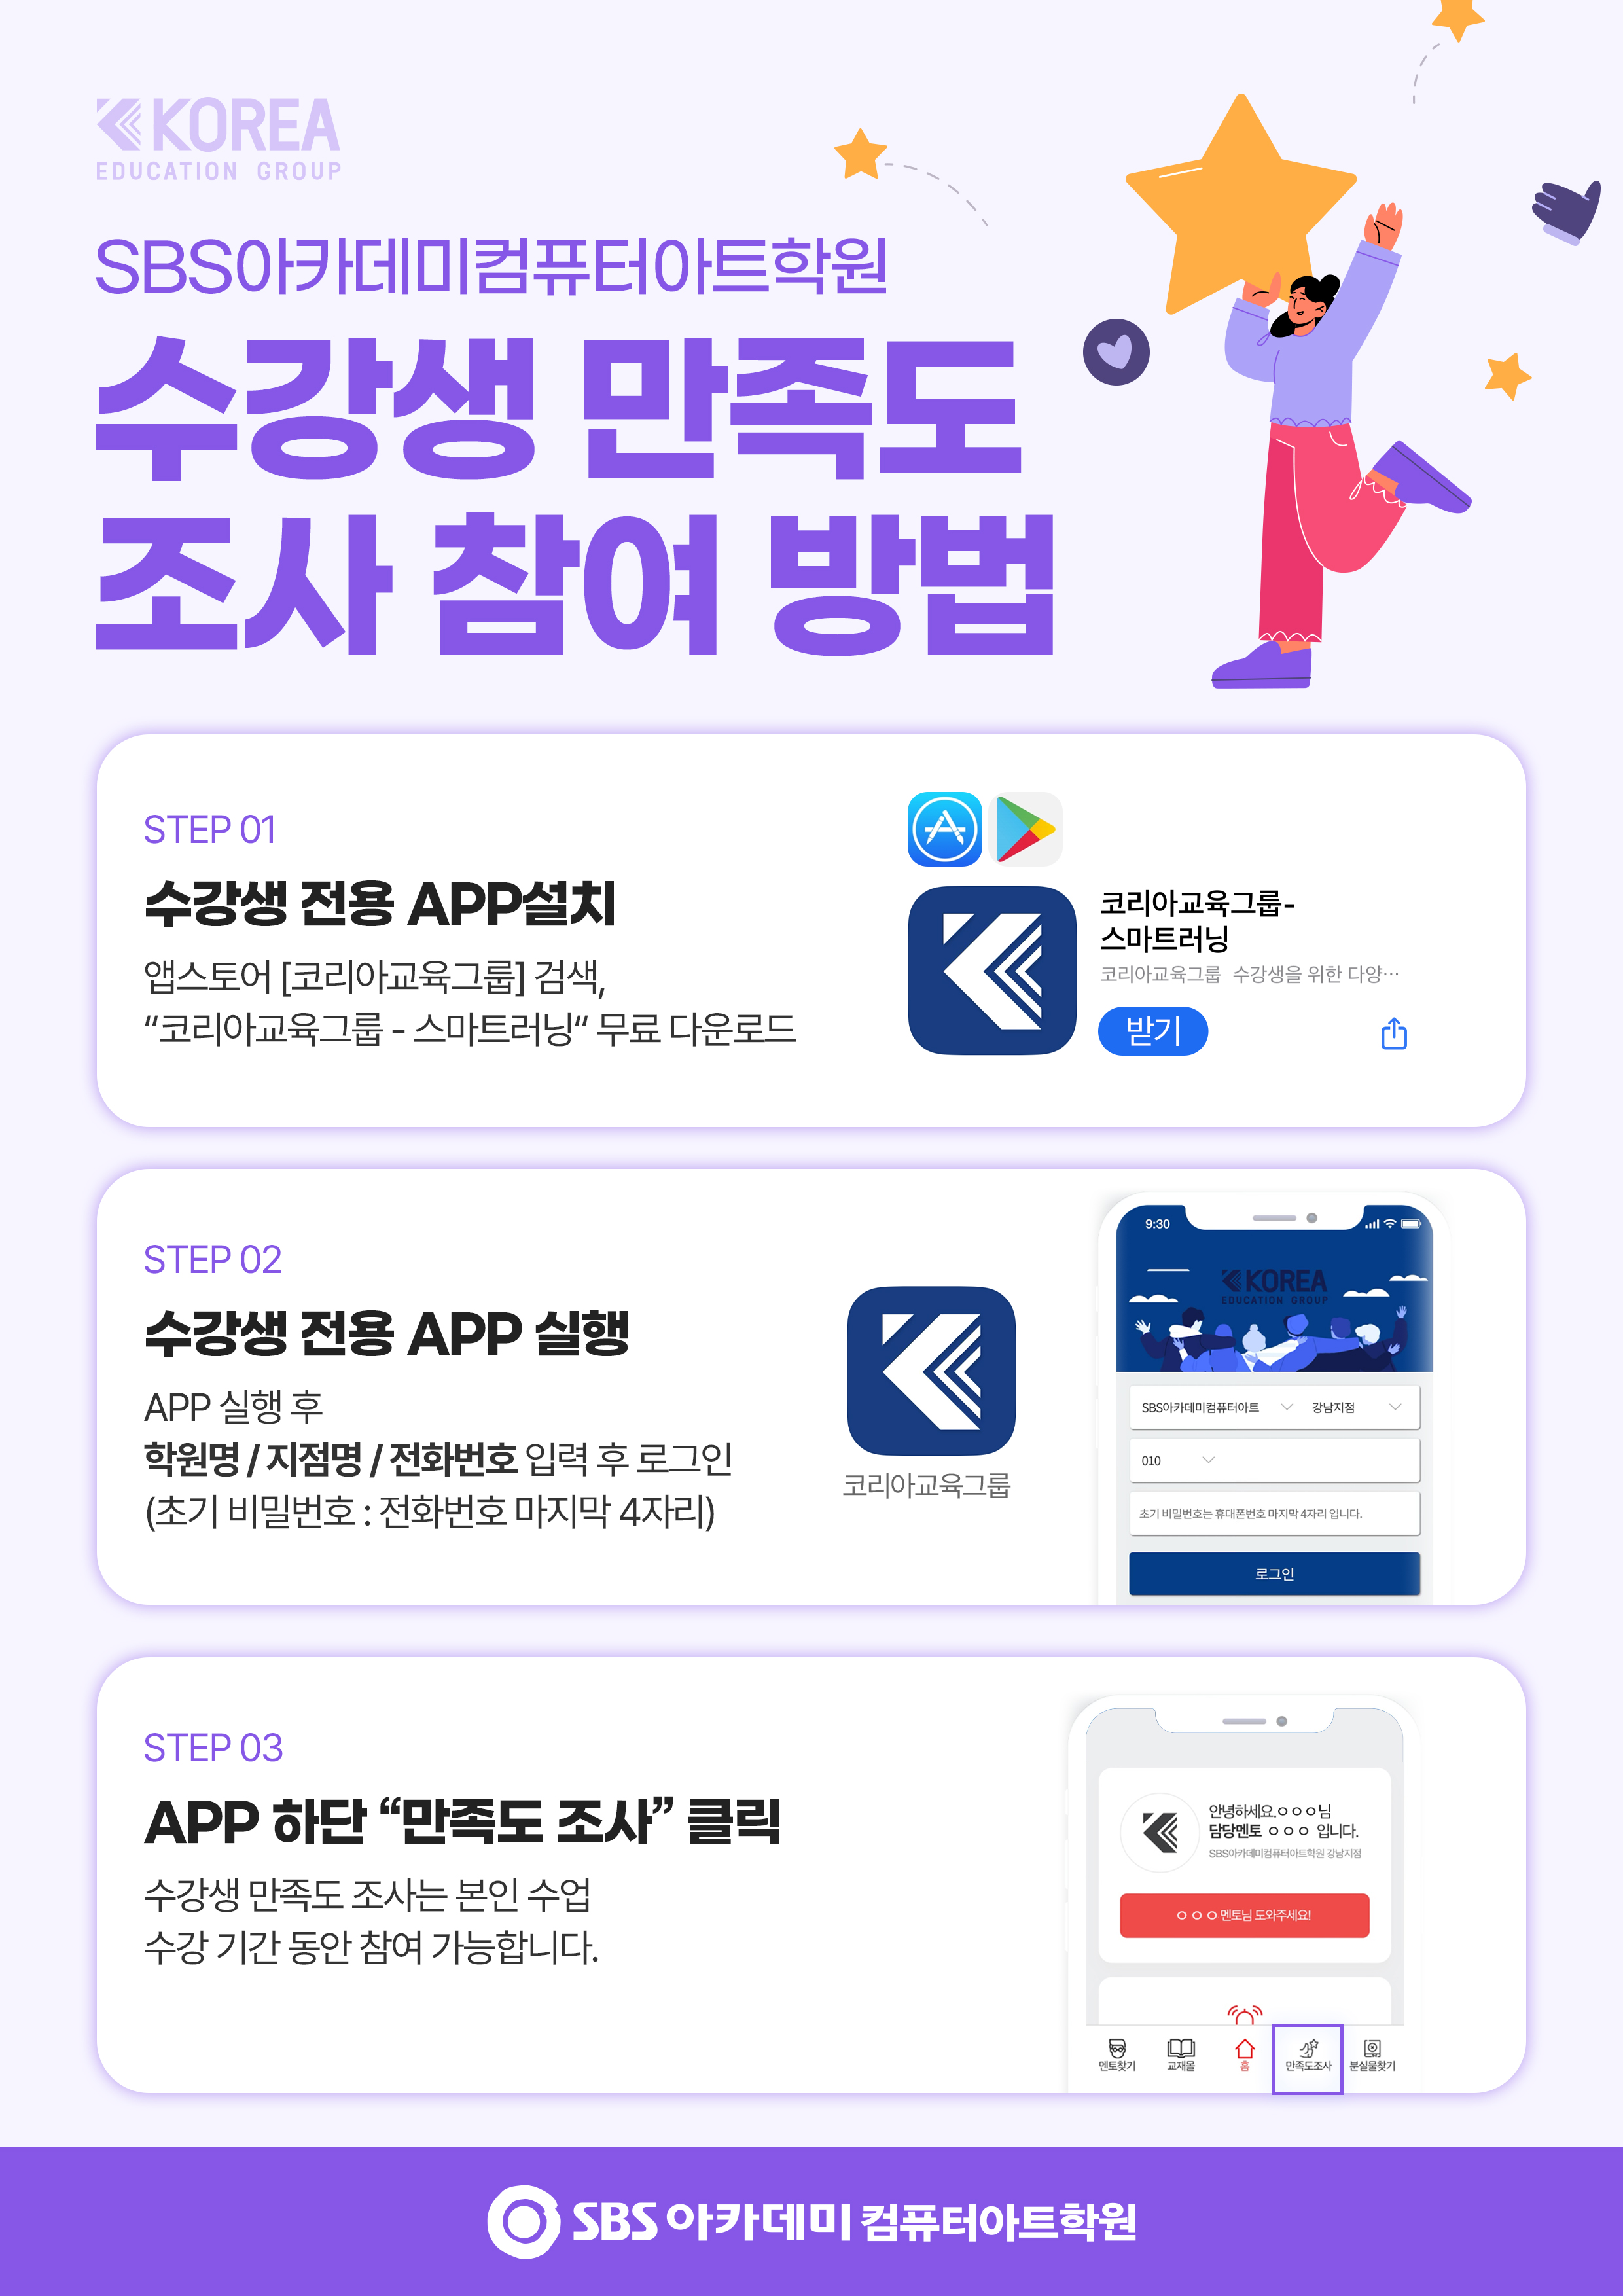 KOREA
EDUCATION GROUP
SBS아카데미컴퓨터아트학원
수강생 만족도
조사 참여 방법
STEP 01
수강생 전용 APP설치
앱스토어 [코리아교육그룹] 검색,
“코리아교육그룹 - 스마트러닝“ 무료 다운로드
코리아교육그룹-
스마트러닝
코리아교육그룹 수강생을 위한 다양…
받기
STEP 02
수강생 전용 APP 실행
APP 실행 후
학원명 / 지점명 / 전화번호 입력 후 로그인
(초기 비밀번호 : 전화번호 마지막 4자리)
코리아교육그룹
9:30
KOREA
EDUCATION GROUP
SBS아카데미컴퓨터아트 강남지점
010
초기 비밀번호는 휴대폰번호 마지막 4자리 입니다.
로그인
STEP 03
APP 하단 “만족도 조사” 클릭
수강생 만족도 조사는 본인 수업
수강 기간 동안 참여 가능합니다.
안녕하세요.ㅇㅇㅇ님
담당멘토 ㅇㅇㅇ 입니다.
SBS아카데미컴퓨터아트학원 강남지점
ㅇㅇㅇ 멘토님 도와주세요!
멘토찾기 교재몰 홈 만족도조사 분실물찾기
SBS 아카데미 컴퓨터아트학원